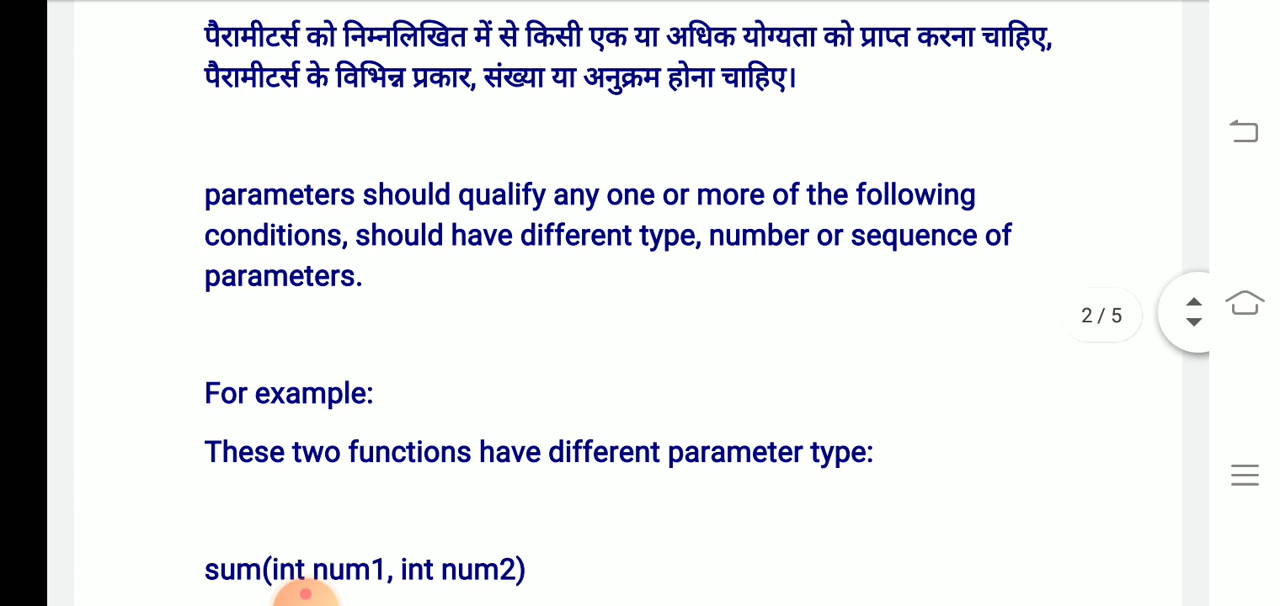 पैरामीटर्स को निम्नलिखित में से किसी एक या अधिक योग्यता को प्राप्त करना चाहिए,
पैरामीटर्स के विभिन्न प्रकार, संख्या या अनुक्रम होना चाहिए।
parameters should qualify any one or more of the following
conditions, should have different type, number or sequence of
parameters.
2 / 5
For example:
These two functions have different parameter type:
sum(int num1, int num2)